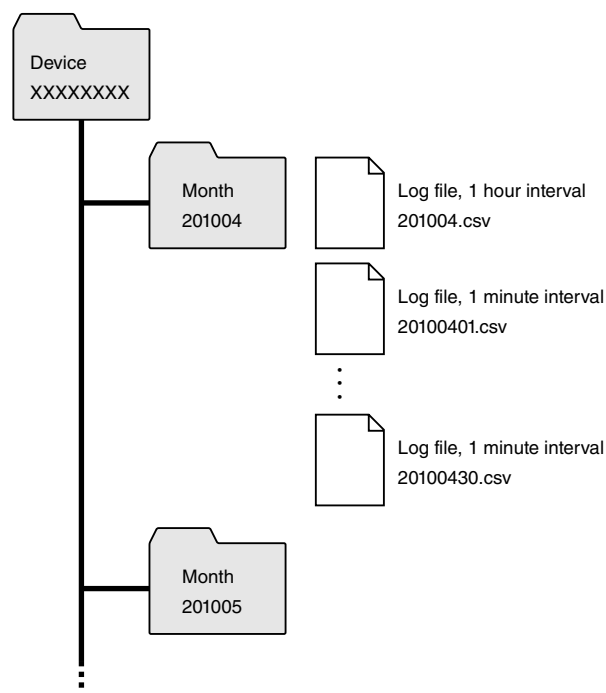 Device
XXXXXXXX
Month
201004
Log file, 1 hour interval
201004.csv
Log file, 1 minute interval
20100401.csv
Log file, 1 minute interval
20100430.csv
Month
201005